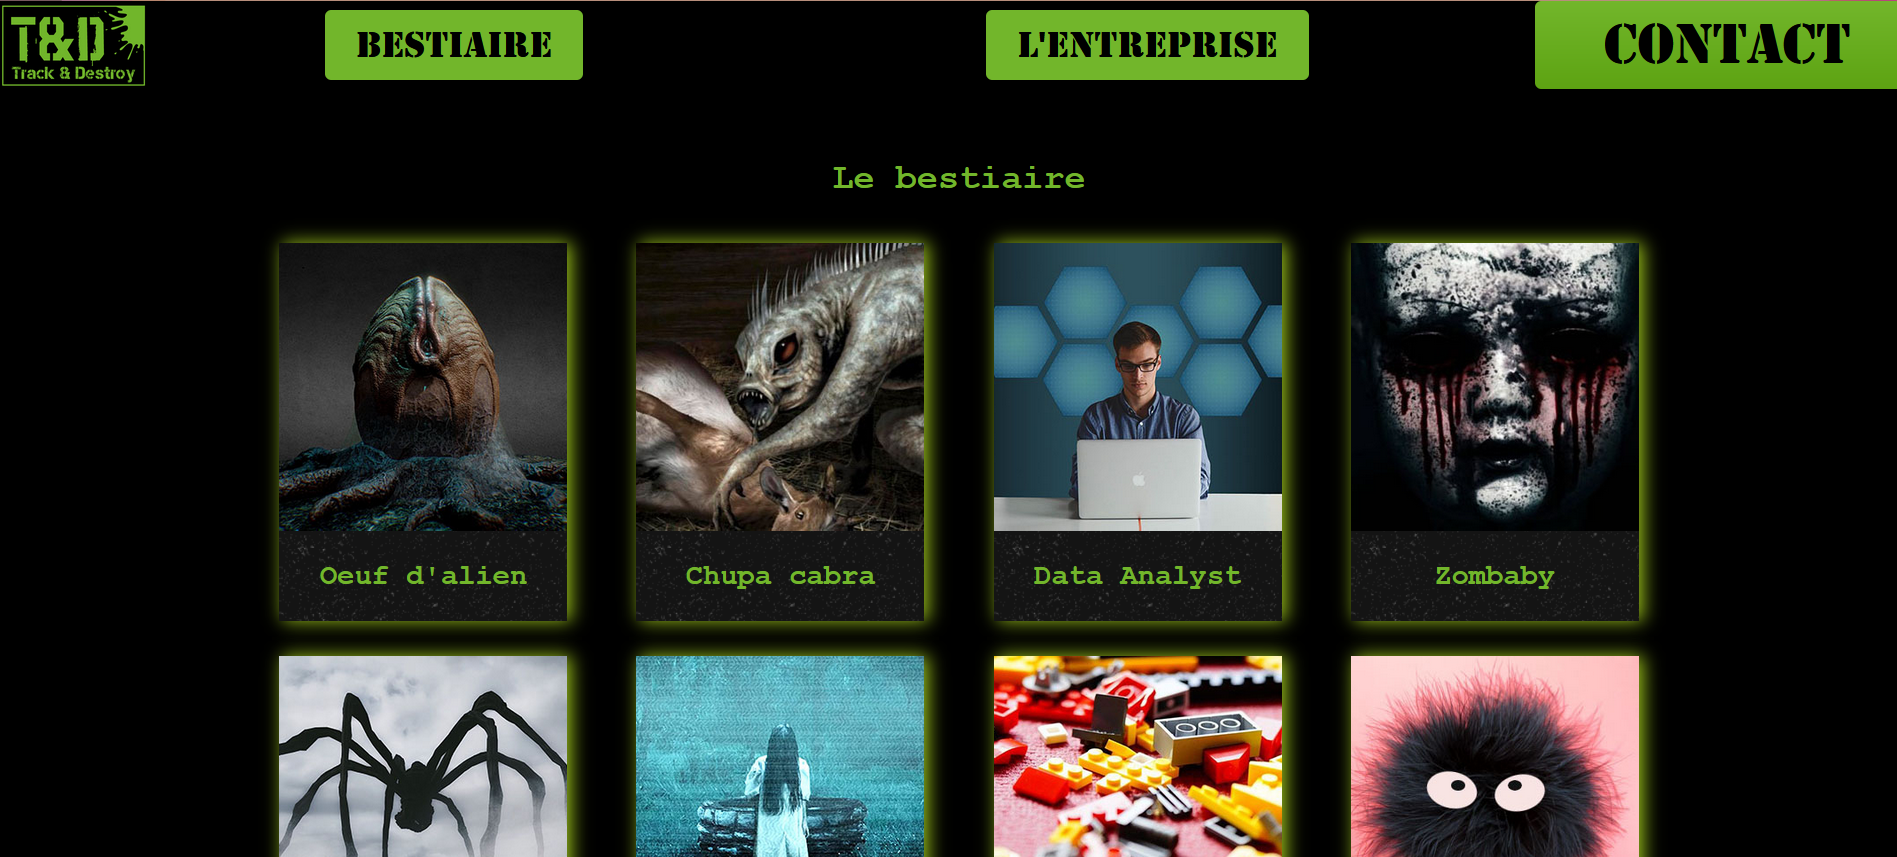 T&D
Track & Destroy
BESTIAIRE
L'ENTREPRISE
CONTACT
Le bestiaire
Oeuf d'alien
Chupa cabra
Data Analyst
Zombaby